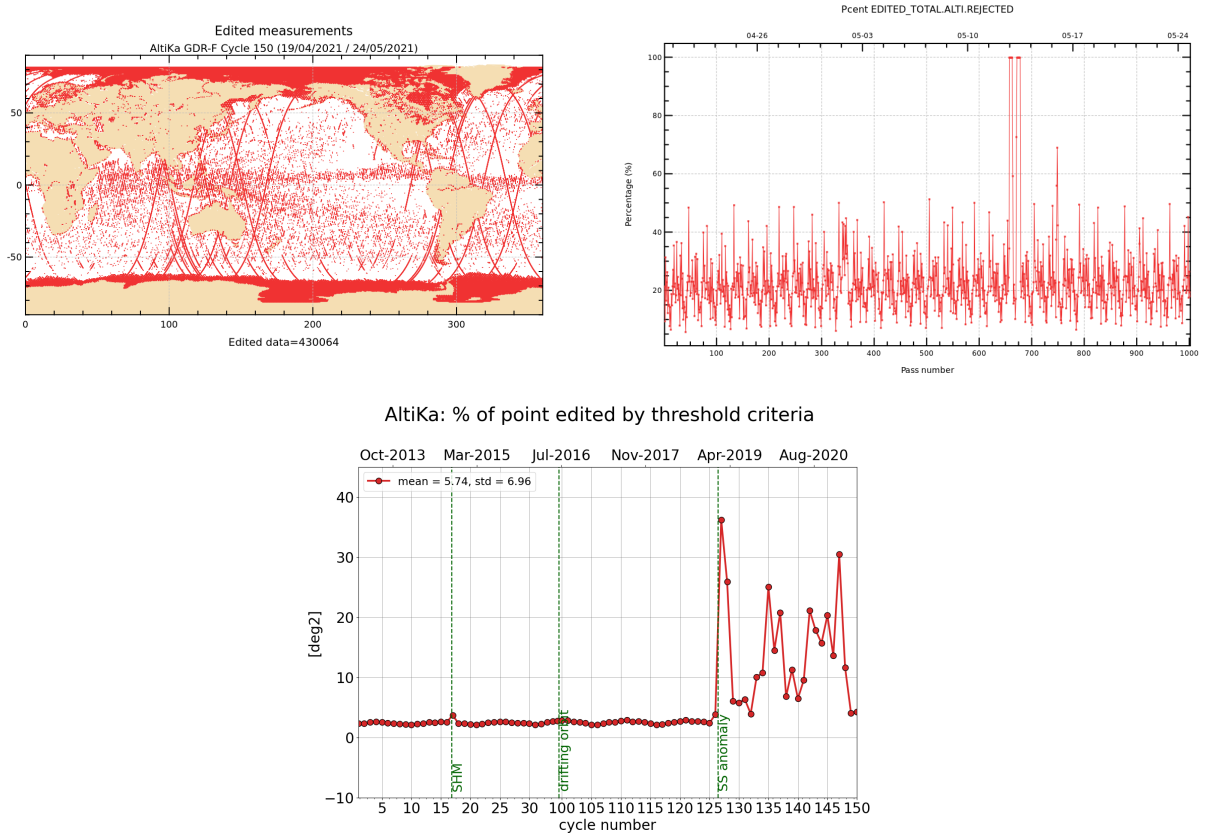 Edited measurements
AltiKa GDR-F Cycle 150 (19/04/2021 / 24/05/2021)
50
0
-50
0 100 200 300
Edited data=430064
Pcent EDITED_TOTAL.ALTI.REJECTED
04-26 05-03 05-10 05-17 05-24
100
80
60
40
20
Percentage (%)
100 200 300 400 500 600 700 800 900 1000
Pass number
AltiKa: % of point edited by threshold criteria
Oct-2013 Mar-2015 Jul-2016 Nov-2017 Apr-2019 Aug-2020
mean = 5.74, std = 6.96
40
30
20
10
0
−10
[deg2]
SHM
drifting orbit
SS anomaly
5 10 15 20 25 30 100 105 110 115 120 125 130 135 140 145 150
cycle number